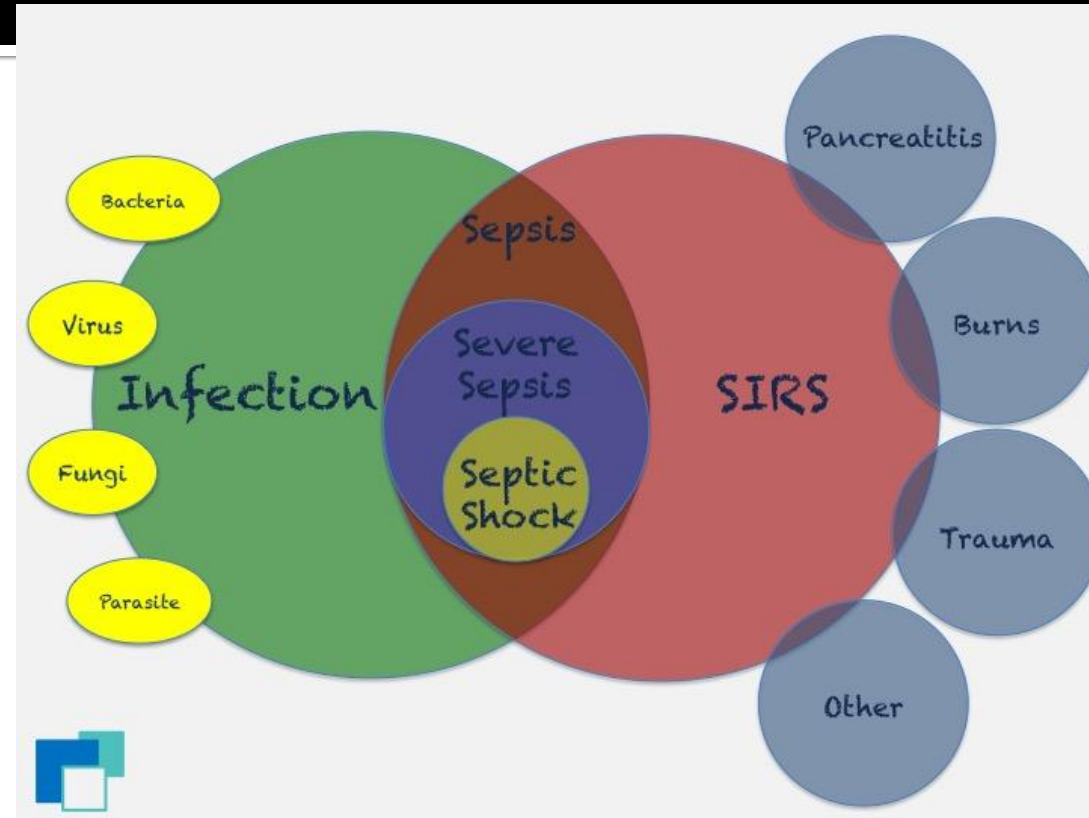 Pancreatitis
Bacteria
Sepsis
Virus
Burns
Severe
Sepsis
Infection
SIRS
Fungi
Septic
Shock
Trauma
Parasite
Other